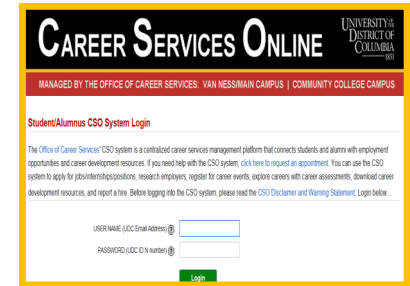 CAREER SERVICES ONLINE
UNIVERSITY OF THE
DISTRICT OF
COLUMBIA
1851
MANAGED BY THE OFFICE OF CAREER SERVICES: VAN NESS/MAIN CAMPUS | COMMUNITY COLLEGE CAMPUS
Student/Alumnus CSO System Login
The Office of Career Services' CSO system is a centralized career services management platform that connects students and alumni with employment
opportunities and career development resources. If you need help with the CSO system, click here to request an appointment. You can use the CSO
system to apply for jobs/internships/positions, research employers, register for career events, explore careers with career assessments, download career
development resources, and report a hire. Before logging into the CSO system, please read the CSO Disclaimer and Warning Statement. Login below...
USER NAME (UDC Email Address) ?:
PASSWORD (UDC ID N number) ?:
Login